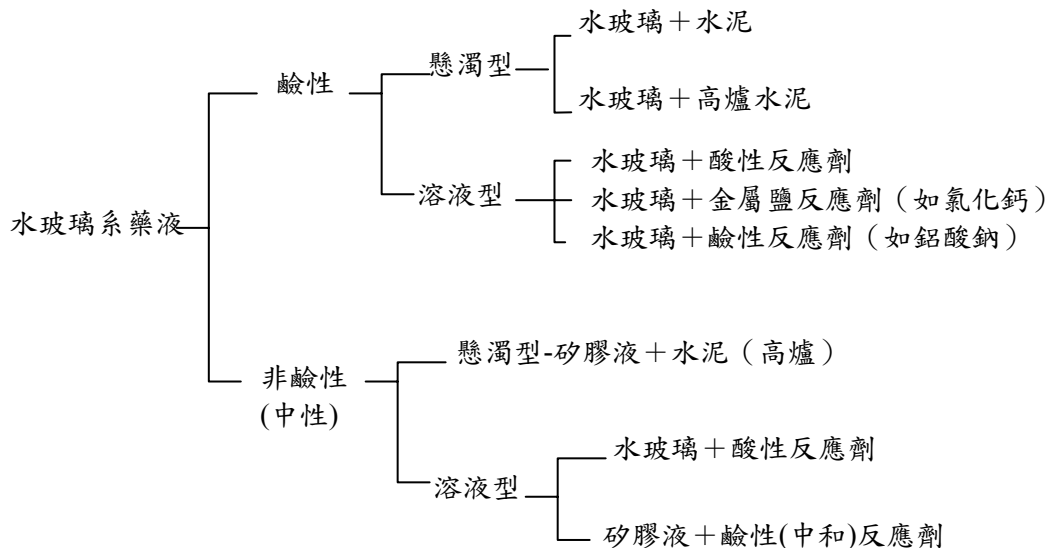 水玻璃＋水泥
懸濁型
鹼性
水玻璃＋高爐水泥
水玻璃＋酸性反應劑
溶液型
水玻璃＋金屬鹽反應劑（如氯化鈣）
水玻璃系藥液
水玻璃＋鹼性反應劑（如鋁酸鈉）
懸濁型-矽膠液＋水泥（高爐）
非鹼性
(中性)
水玻璃＋酸性反應劑
溶液型
矽膠液＋鹼性(中和)反應劑